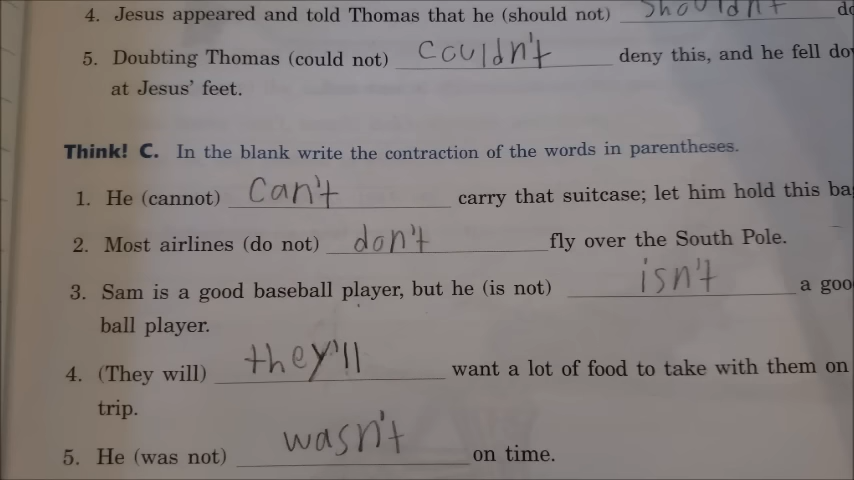 4. Jesus appeared and told Thomas that he (should not) shouldn't
5. Doubting Thomas (could not) couldn't deny this, and he fell
at Jesus' feet.
Think! C. In the blank write the contraction of the words in parentheses.
1. He (cannot) can't carry that suitcase; let him hold this
2. Most airlines (do not) don't fly over the South Pole.
3. Sam is a good baseball player, but he (is not) isn't a
ball player.
4. (They will) they'll want a lot of food to take with them on
trip.
5. He (was not) wasn't on time.